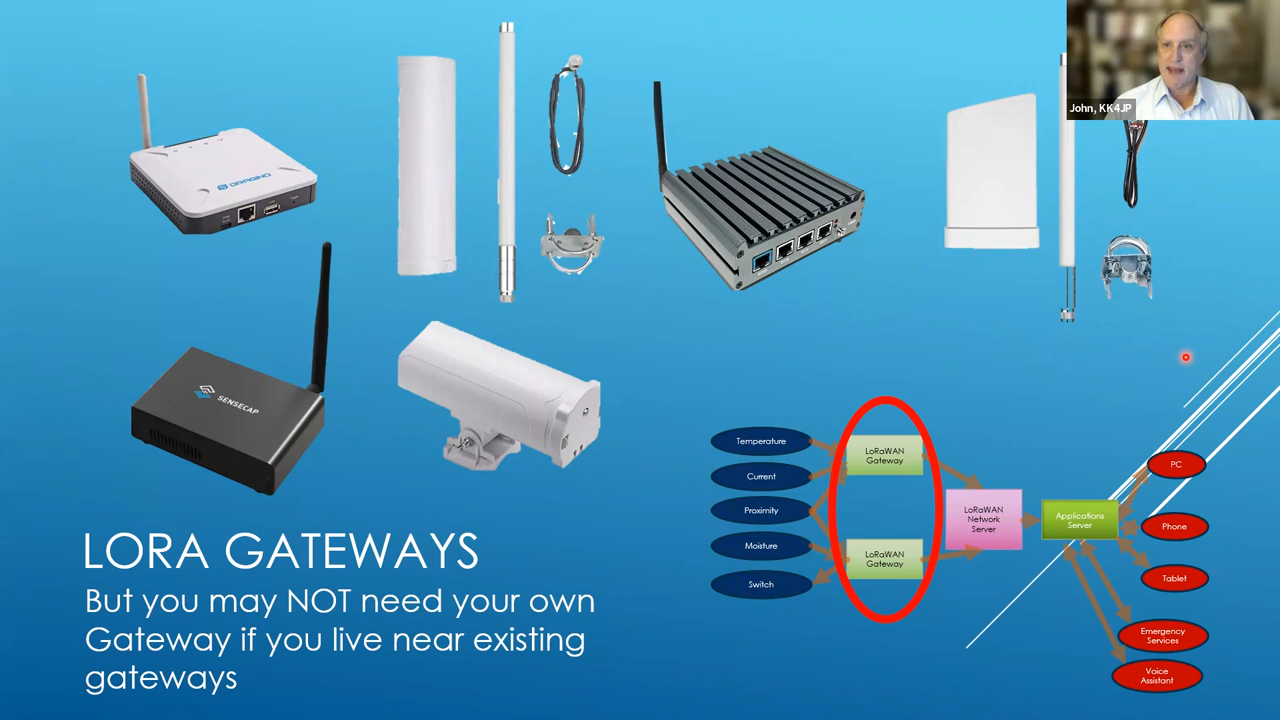 John, KK4JP
DRAGINO
SENSECAP
LORA GATEWAYS
But you may NOT need your own
Gateway if you live near existing
gateways
Temperature
Current
Proximity
Moisture
Switch
LoRaWAN
Gateway
LoRaWAN
Gateway
LoRaWAN
Network
Server
Applications
Server
PC
Phone
Tablet
Emergency
Services
Voice
Assistant